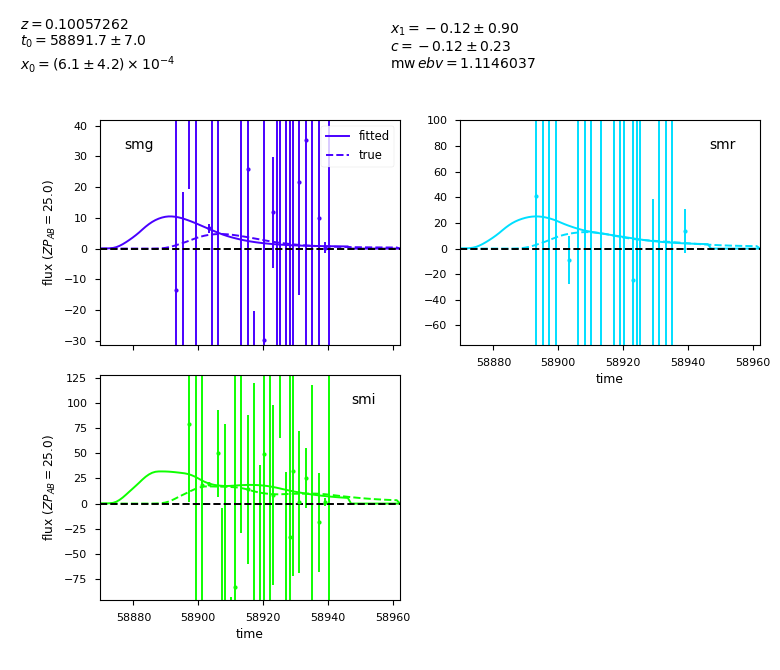 z = 0.10057262
t₀ = 58891.7 ± 7.0
x₀ = (6.1 ± 4.2) × 10⁻⁴
x₁ = −0.12 ± 0.90
c = −0.12 ± 0.23
mw ebv = 1.1146037
smg
fitted
true
40
30
20
10
0
−10
−20
−30
flux (ZP_AB = 25.0)
smr
100
80
60
40
20
0
−20
−40
−60
58880 58900 58920 58940 58960
time
smi
125
100
75
50
25
0
−25
−50
−75
flux (ZP_AB = 25.0)
58880 58900 58920 58940 58960
time